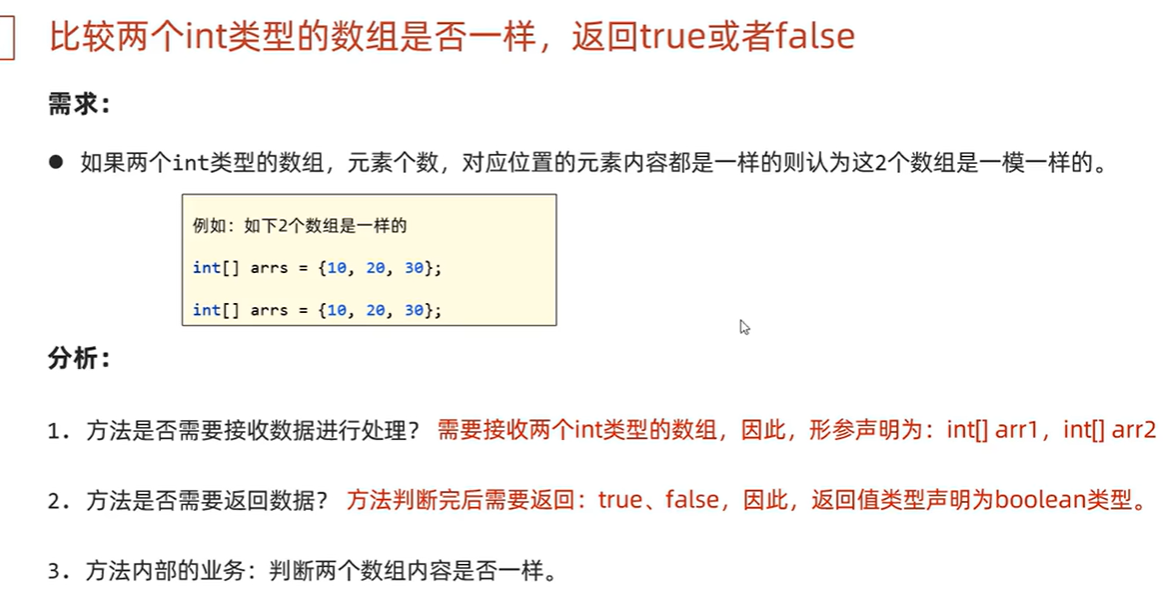 比较两个int类型的数组是否一样，返回true或者false
需求：
● 如果两个int类型的数组，元素个数，对应位置的元素内容都是一样的则认为这2个数组是一模一样的。
例如：如下2个数组是一样的
int[] arrs = {10, 20, 30};
int[] arrs = {10, 20, 30};
分析：
1. 方法是否需要接收数据进行处理？ 需要接收两个int类型的数组，因此，形参声明为：int[] arr1，int[] arr2
2. 方法是否需要返回数据？ 方法判断完后需要返回：true、false，因此，返回值类型声明为boolean类型。
3. 方法内部的业务：判断两个数组内容是否一样。